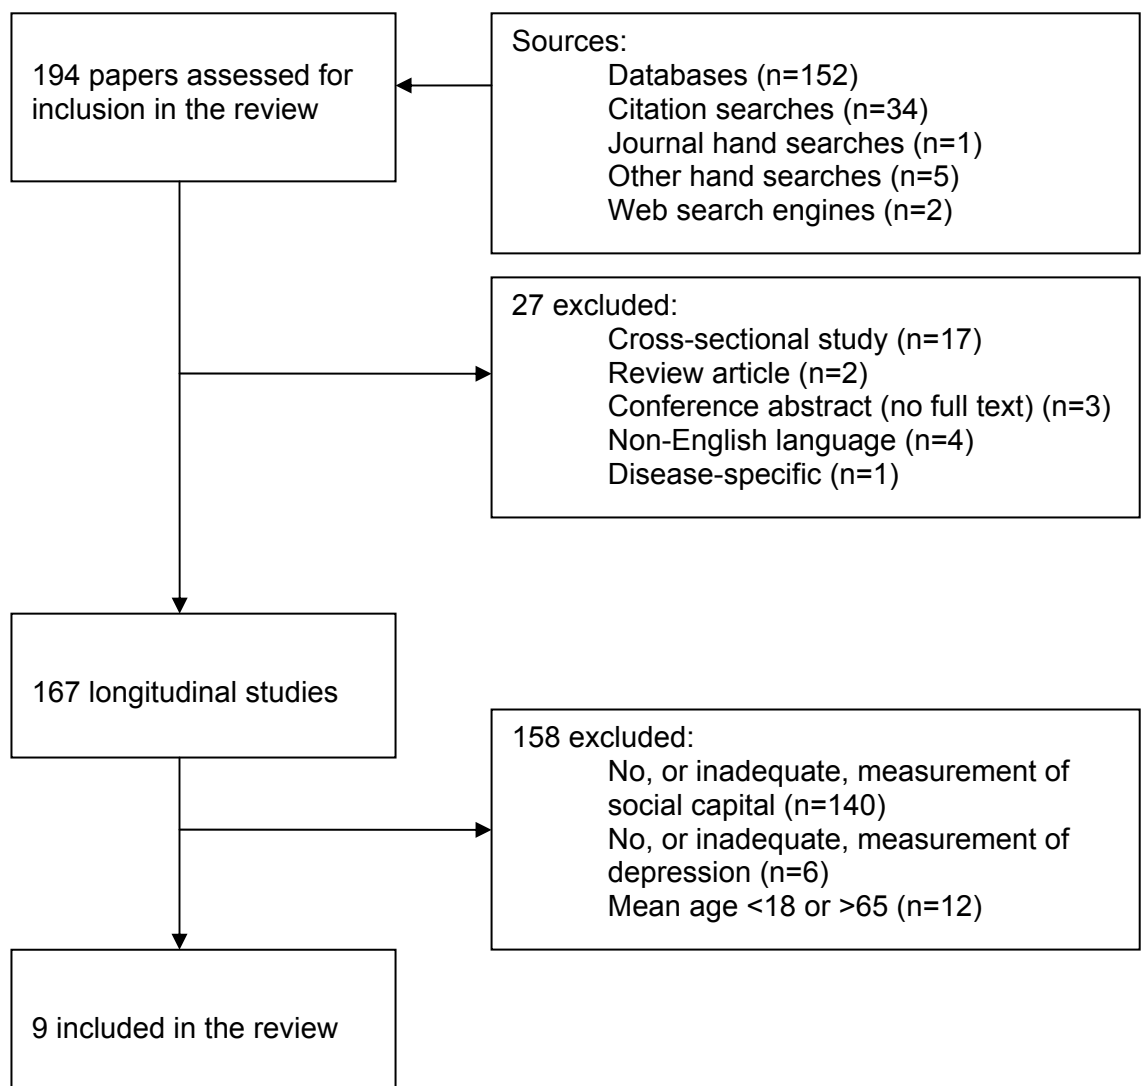 194 papers assessed for
inclusion in the review
Sources:
Databases (n=152)
Citation searches (n=34)
Journal hand searches (n=1)
Other hand searches (n=5)
Web search engines (n=2)
27 excluded:
Cross-sectional study (n=17)
Review article (n=2)
Conference abstract (no full text) (n=3)
Non-English language (n=4)
Disease-specific (n=1)
167 longitudinal studies
158 excluded:
No, or inadequate, measurement of
social capital (n=140)
No, or inadequate, measurement of
depression (n=6)
Mean age <18 or >65 (n=12)
9 included in the review